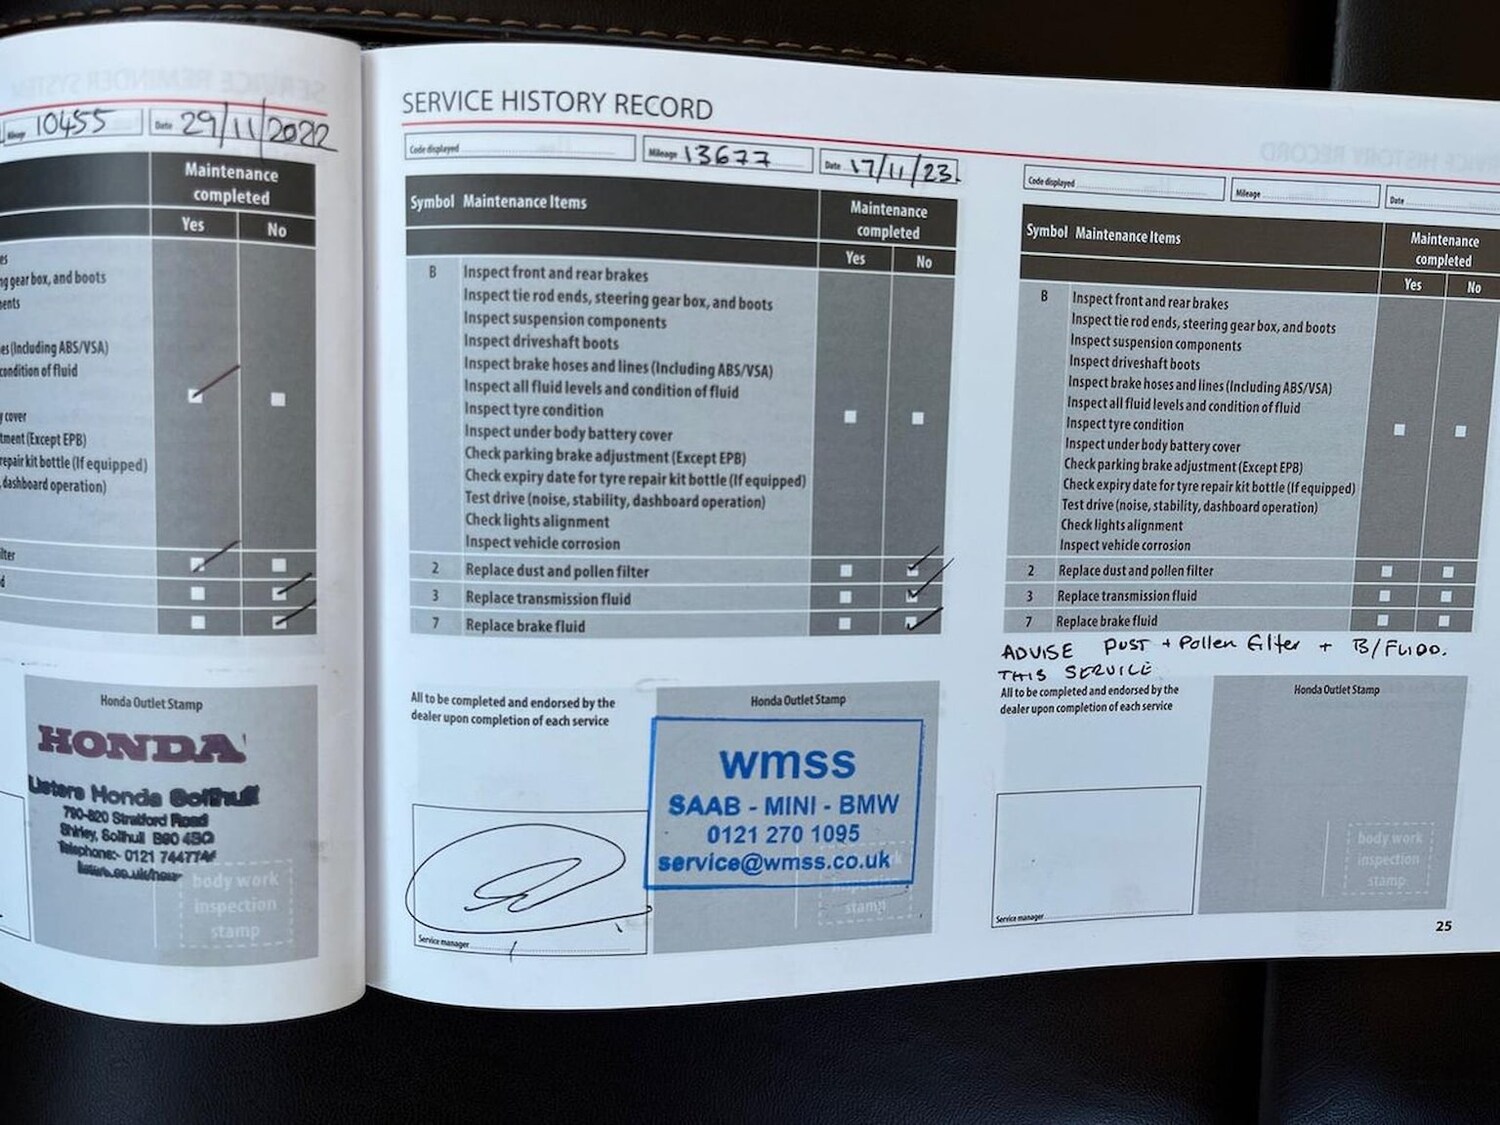 Mileage 10455 Date 29/11/2022
Maintenance completed
Yes No
es
ng gear box, and boots
ents
es (Including ABS/VSA)
condition of fluid
y cover
tment (Except EPB)
repair kit bottle (If equipped)
, dashboard operation)
ilter
d
Honda Outlet Stamp
HONDA
Listers Honda Solihull
790-820 Stratford Road
Shirley, Solihull B90 4BQ
Telephone:- 0121 744774
body work
inspection
stamp
SERVICE HISTORY RECORD
Code displayed Mileage 13677 Date 17/11/23.
Symbol Maintenance Items Maintenance completed
Yes No
B Inspect front and rear brakes
Inspect tie rod ends, steering gear box, and boots
Inspect suspension components
Inspect driveshaft boots
Inspect brake hoses and lines (Including ABS/VSA)
Inspect all fluid levels and condition of fluid
Inspect tyre condition
Inspect under body battery cover
Check parking brake adjustment (Except EPB)
Check expiry date for tyre repair kit bottle (If equipped)
Test drive (noise, stability, dashboard operation)
Check lights alignment
Inspect vehicle corrosion
2 Replace dust and pollen filter
3 Replace transmission fluid
7 Replace brake fluid
All to be completed and endorsed by the
dealer upon completion of each service
Honda Outlet Stamp
wmss
SAAB - MINI - BMW
0121 270 1095
service@wmss.co.uk
inspection
stamp
Service manager
Code displayed Mileage Date
Symbol Maintenance Items Maintenance completed
Yes No
B Inspect front and rear brakes
Inspect tie rod ends, steering gear box, and boots
Inspect suspension components
Inspect driveshaft boots
Inspect brake hoses and lines (Including ABS/VSA)
Inspect all fluid levels and condition of fluid
Inspect tyre condition
Inspect under body battery cover
Check parking brake adjustment (Except EPB)
Check expiry date for tyre repair kit bottle (If equipped)
Test drive (noise, stability, dashboard operation)
Check lights alignment
Inspect vehicle corrosion
2 Replace dust and pollen filter
3 Replace transmission fluid
7 Replace brake fluid
ADVISE DUST + Pollen Filter + B/FLUID.
THIS SERVICE
All to be completed and endorsed by the
dealer upon completion of each service
Honda Outlet Stamp
body work
inspection
stamp
Service manager
25